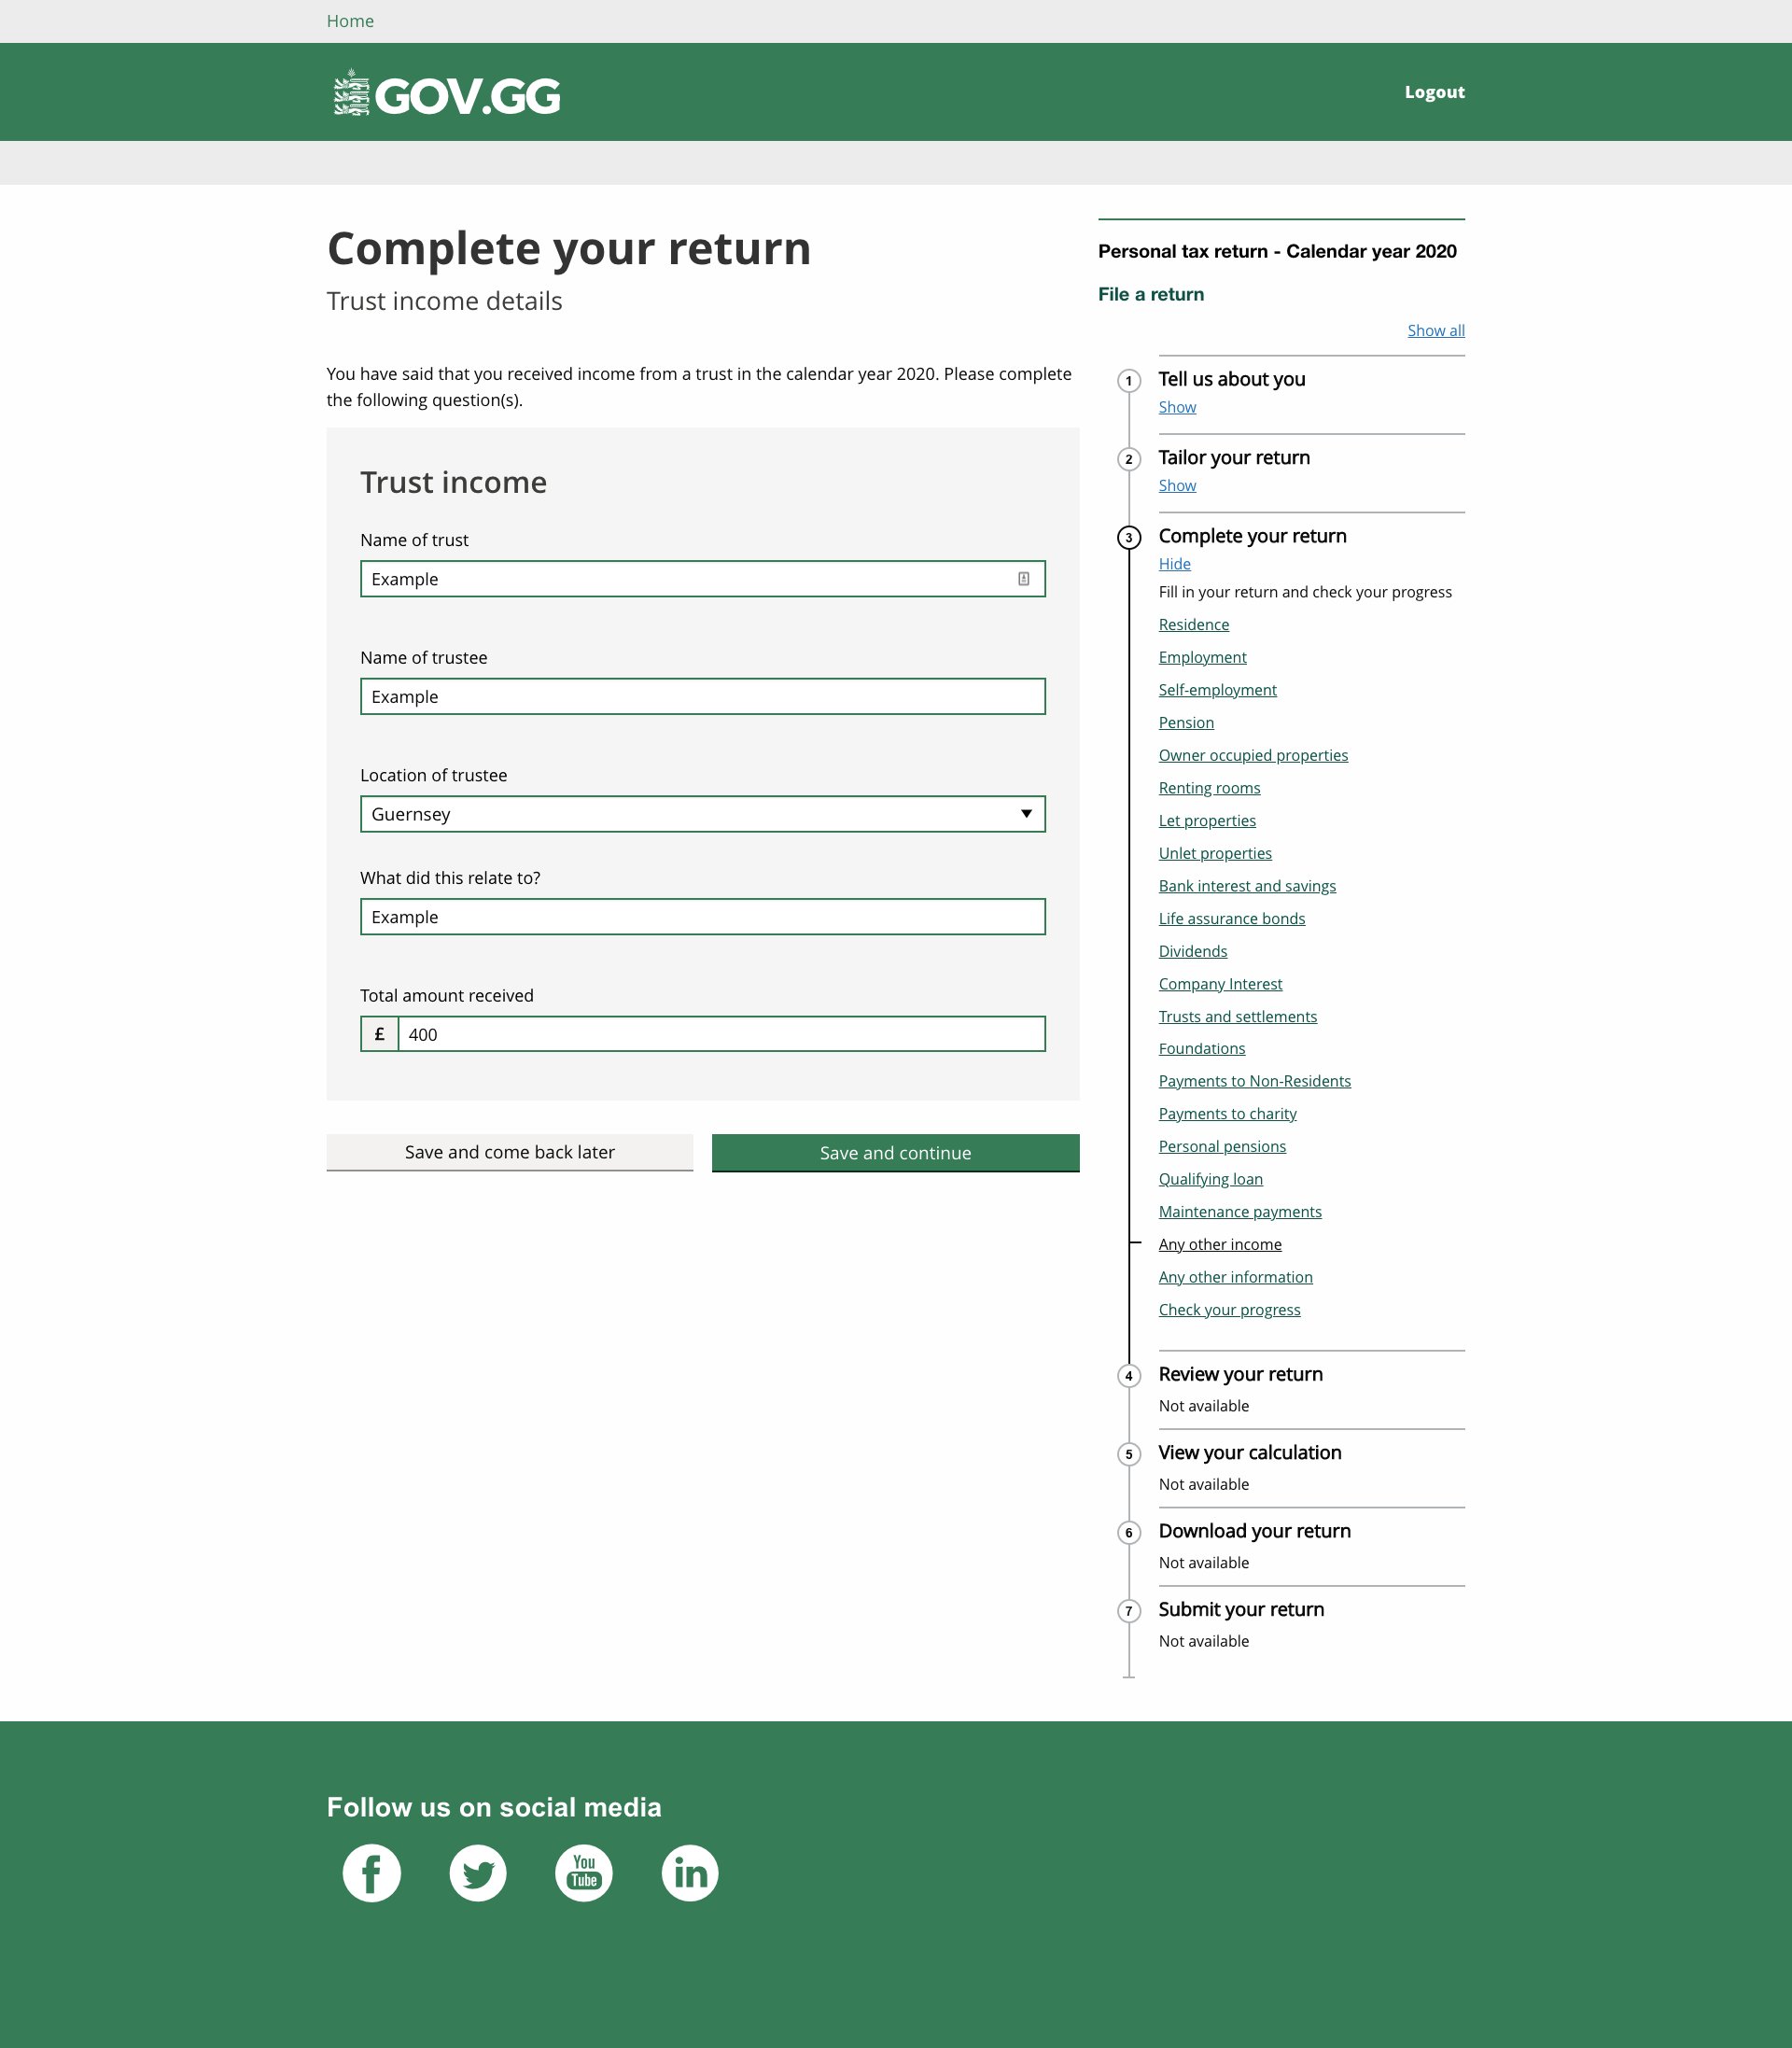 Home
GOV.GG
Logout
Complete your return
Trust income details
You have said that you received income from a trust in the calendar year 2020. Please complete
the following question(s).
Trust income
Name of trust
Example
Name of trustee
Example
Location of trustee
Guernsey
What did this relate to?
Example
Total amount received
£ 400
Save and come back later
Save and continue
Personal tax return - Calendar year 2020
File a return
Show all
1 Tell us about you
Show
2 Tailor your return
Show
3 Complete your return
Hide
Fill in your return and check your progress
Residence
Employment
Self-employment
Pension
Owner occupied properties
Renting rooms
Let properties
Unlet properties
Bank interest and savings
Life assurance bonds
Dividends
Company Interest
Trusts and settlements
Foundations
Payments to Non-Residents
Payments to charity
Personal pensions
Qualifying loan
Maintenance payments
Any other income
Any other information
Check your progress
4 Review your return
Not available
5 View your calculation
Not available
6 Download your return
Not available
7 Submit your return
Not available
Follow us on social media
f
You
Tube
in